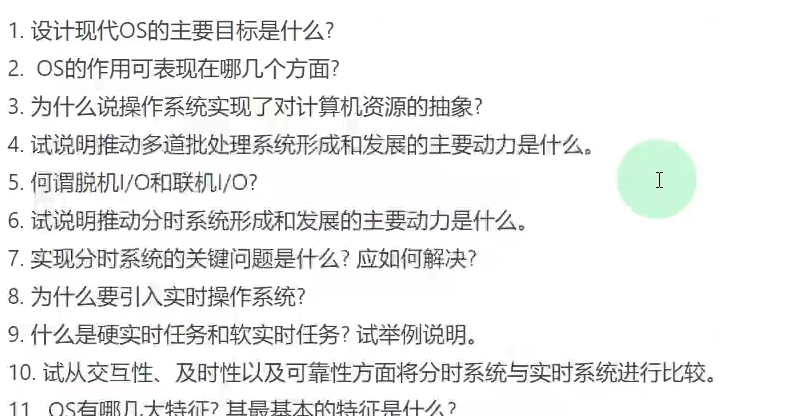 1. 设计现代OS的主要目标是什么?
2. OS的作用可表现在哪几个方面?
3. 为什么说操作系统实现了对计算机资源的抽象?
4. 试说明推动多道批处理系统形成和发展的主要动力是什么。
5. 何谓脱机I/O和联机I/O?
6. 试说明推动分时系统形成和发展的主要动力是什么。
7. 实现分时系统的关键问题是什么? 应如何解决?
8. 为什么要引入实时操作系统?
9. 什么是硬实时任务和软实时任务? 试举例说明。
10. 试从交互性、及时性以及可靠性方面将分时系统与实时系统进行比较。
11. OS有哪几大特征? 其最基本的特征是什么?